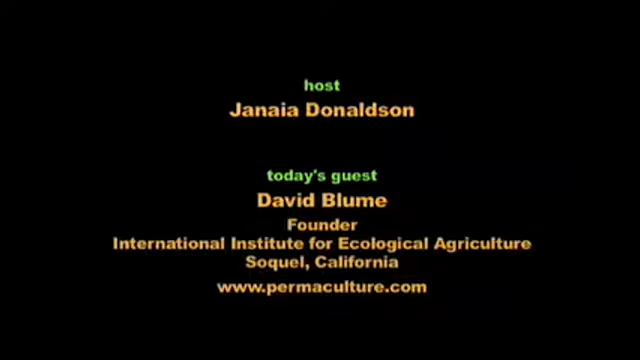 host
Janaia Donaldson
today's guest
David Blume
Founder
International Institute for Ecological Agriculture
Soquel, California
www.permaculture.com